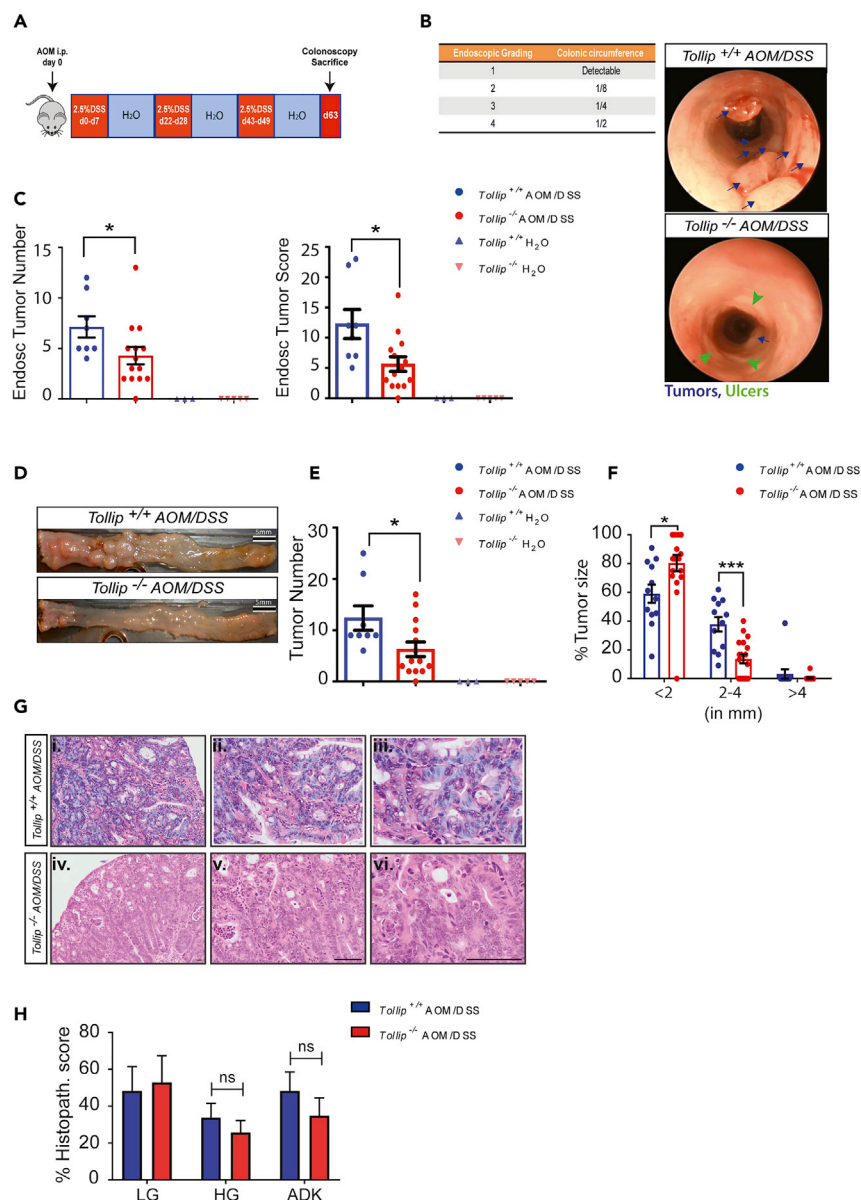 A
AOM i.p.
day 0
Colonoscopy
Sacrifice
2.5%DSS
d0-d7
H₂O
2.5%DSS
d22-d28
H₂O
2.5%DSS
d43-d49
H₂O
d63
B
Endoscopic Grading Colonic circumference
1 Detectable
2 1/8
3 1/4
4 1/2
Tollip +/+ AOM/DSS
Tollip -/- AOM/DSS
Tumors, Ulcers
C
Endosc Tumor Number
15
10
5
0
*
Endosc Tumor Score
25
20
15
10
5
0
*
Tollip +/+ AOM/DSS
Tollip -/- AOM/DSS
Tollip +/+ H₂O
Tollip -/- H₂O
D
Tollip +/+ AOM/DSS
5mm
Tollip -/- AOM/DSS
5mm
E
Tumor Number
30
20
10
0
*
Tollip +/+ AOM/DSS
Tollip -/- AOM/DSS
Tollip +/+ H₂O
Tollip -/- H₂O
F
Tollip +/+ AOM/DSS
Tollip -/- AOM/DSS
% Tumor size
100
80
60
40
20
0
*
***
<2 2-4 >4
(in mm)
G
Tollip +/+ AOM/DSS
i. ii. iii.
Tollip -/- AOM/DSS
iv. v. vi.
H
Tollip +/+ AOM/DSS
Tollip -/- AOM/DSS
% Histopath. score
80
60
40
20
0
ns
ns
LG HG ADK